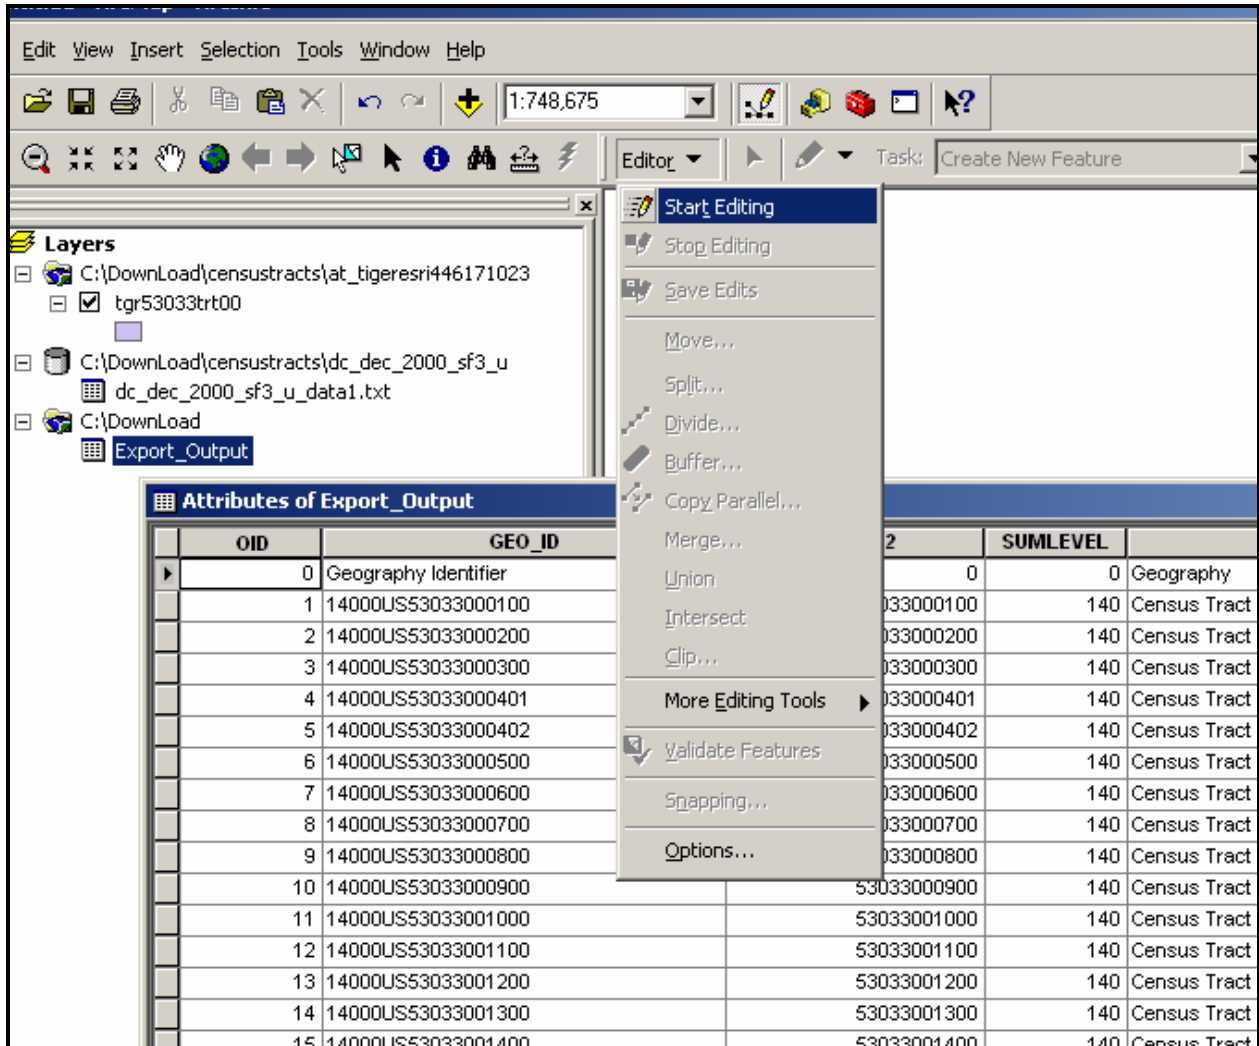 Edit View Insert Selection Tools Window Help
1:748,675
Editor Task: Create New Feature
Start Editing
Stop Editing
Save Edits
Move...
Split...
Divide...
Buffer...
Copy Parallel...
Merge...
Union
Intersect
Clip...
More Editing Tools
Validate Features
Snapping...
Options...
Layers
C:\DownLoad\censustracts\at_tigeresri446171023
tgr53033trt00
C:\DownLoad\censustracts\dc_dec_2000_sf3_u
dc_dec_2000_sf3_u_data1.txt
C:\DownLoad
Export_Output
Attributes of Export_Output
OID GEO_ID 2 SUMLEVEL
0 Geography Identifier 0 0 Geography
1 14000US53033000100 033000100 140 Census Tract
2 14000US53033000200 033000200 140 Census Tract
3 14000US53033000300 033000300 140 Census Tract
4 14000US53033000401 033000401 140 Census Tract
5 14000US53033000402 033000402 140 Census Tract
6 14000US53033000500 033000500 140 Census Tract
7 14000US53033000600 033000600 140 Census Tract
8 14000US53033000700 033000700 140 Census Tract
9 14000US53033000800 033000800 140 Census Tract
10 14000US53033000900 53033000900 140 Census Tract
11 14000US53033001000 53033001000 140 Census Tract
12 14000US53033001100 53033001100 140 Census Tract
13 14000US53033001200 53033001200 140 Census Tract
14 14000US53033001300 53033001300 140 Census Tract
15 14000US53033001400 53033001400 140 Census Tract